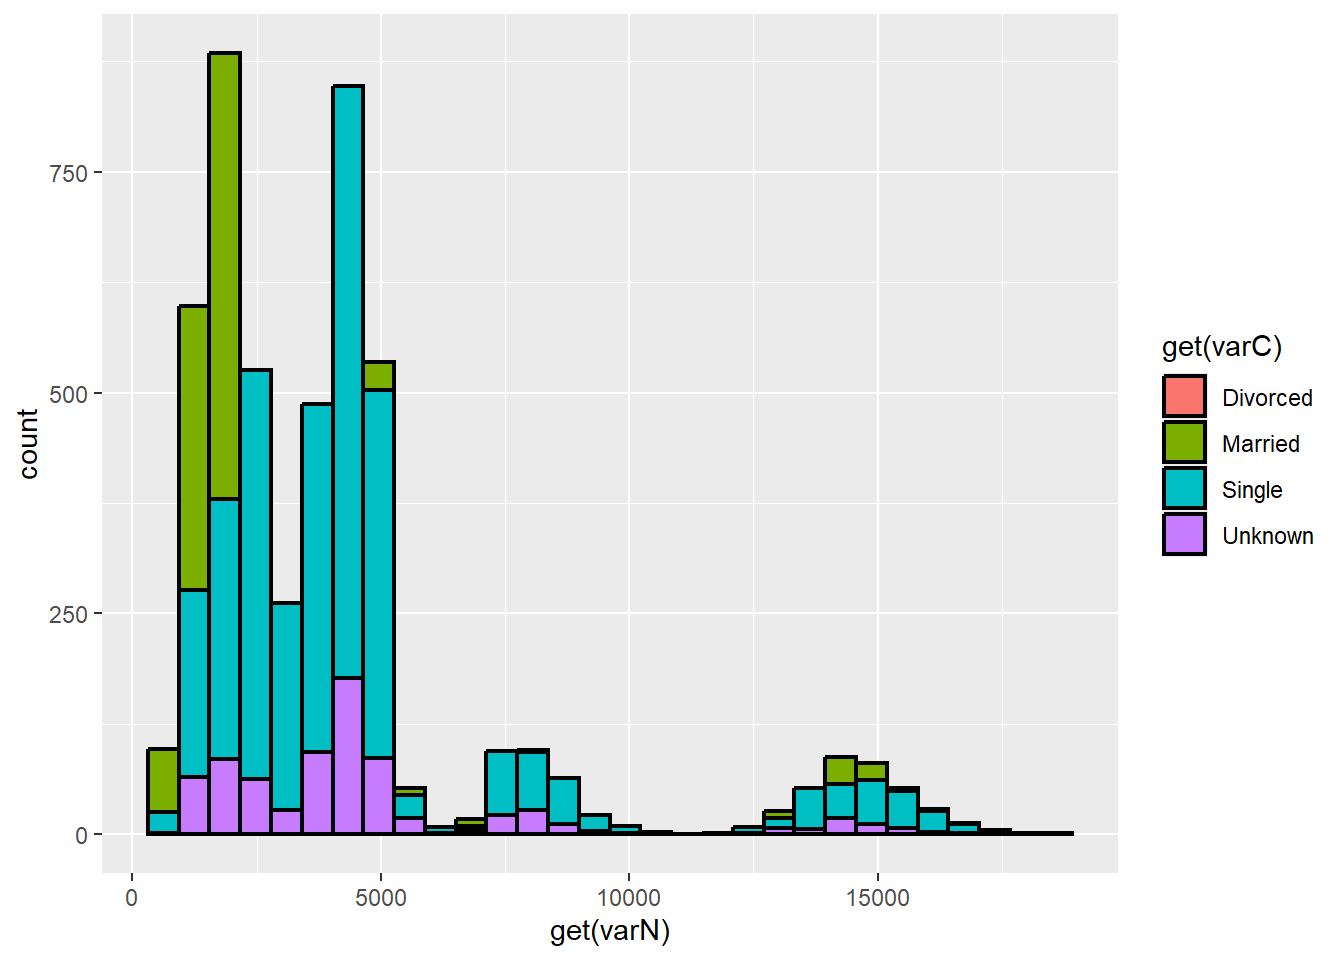 750
500
250
0
count
0 5000 10000 15000
get(varN)
get(varC)
Divorced
Married
Single
Unknown